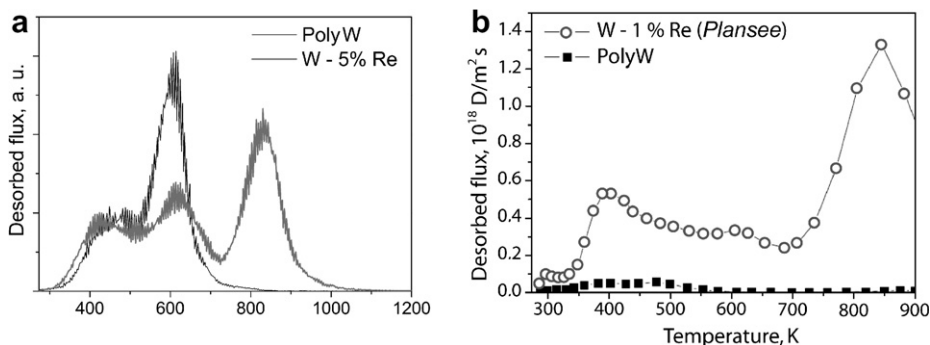 a
PolyW
W - 5% Re
Desorbed flux, a. u.
400 600 800 1000 1200
b
W - 1 % Re (Plansee)
PolyW
Desorbed flux, 10^18 D/m^2 s
1.4
1.2
1.0
0.8
0.6
0.4
0.2
0.0
300 400 500 600 700 800 900
Temperature, K